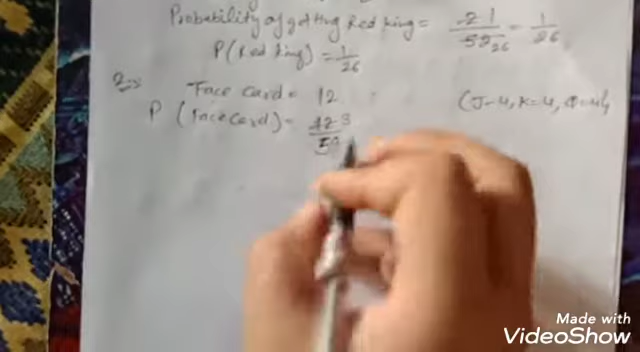 Probability of getting Red king = 2 1 / 52 26 = 1 / 26
P (Red king) = 1 / 26
2→ Face card = 12 (J-4, K=4, Q=4)
P (Face card) = 12 3 / 52
Made with
VideoShow